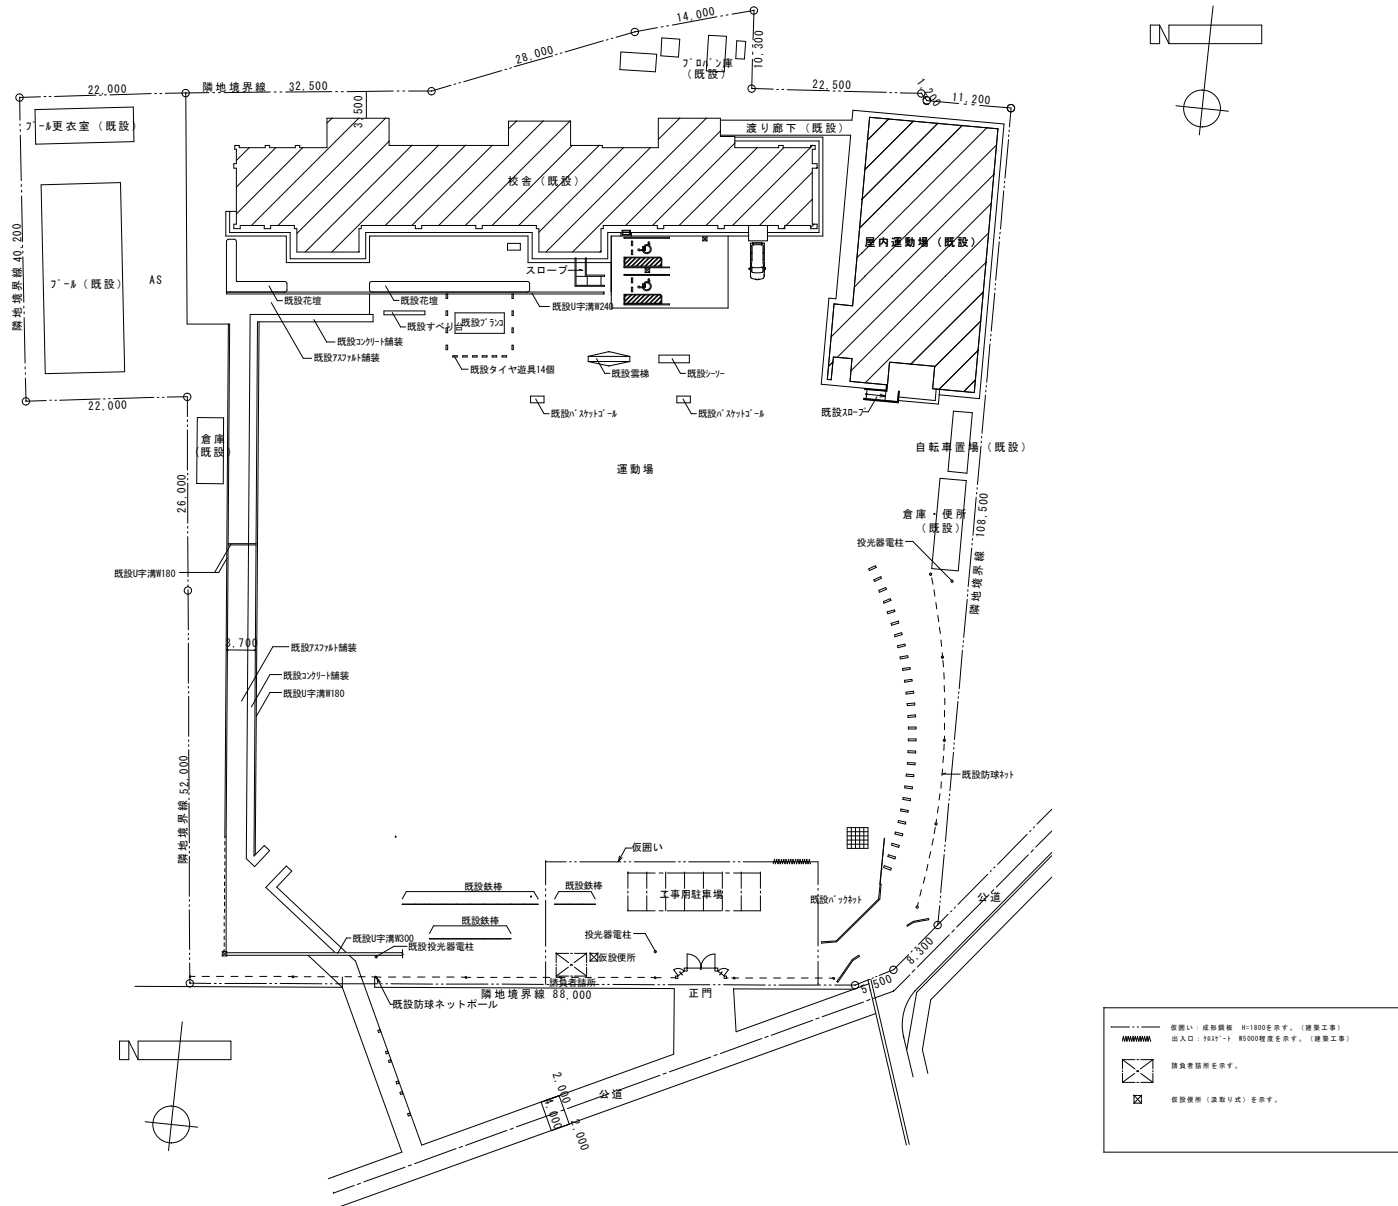 14,000
28,000
10,300
ﾌﾟﾛﾊﾟﾝ庫
(既設)
22,000
隣地境界線 32,500
22,500
1,200
11,200
3,500
ﾌﾟｰﾙ更衣室(既設)
渡り廊下(既設)
校舎(既設)
屋内運動場(既設)
隣地境界線 40,200
ﾌﾟｰﾙ(既設)
AS
スロープ
既設花壇
既設花壇
既設U字溝W240
既設すべり台
既設ﾌﾞﾗﾝｺ
既設ｺﾝｸﾘｰﾄ舗装
既設ｱｽﾌｧﾙﾄ舗装
既設タイヤ遊具14個
既設雲梯
既設ｼｰｿｰ
22,000
既設ﾊﾞｽｹｯﾄｺﾞｰﾙ
既設ﾊﾞｽｹｯﾄｺﾞｰﾙ
既設ｽﾛｰﾌﾟ
倉庫
(既設)
自転車置場(既設)
運動場
26,000
倉庫・便所
(既設)
隣地境界線 108,500
投光器電柱
既設U字溝W180
3,700
既設ｱｽﾌｧﾙﾄ舗装
既設ｺﾝｸﾘｰﾄ舗装
既設U字溝W180
隣地境界線 52,000
既設防球ﾈｯﾄ
仮囲い
既設鉄棒
既設鉄棒
工事用駐車場
既設ﾊﾞｯｸﾈｯﾄ
公道
既設鉄棒
既設U字溝W300
既設投光器電柱
投光器電柱
仮設便所
8,300
請負者詰所
5,500
隣地境界線 88,000
正門
既設防球ネットポール
2,000
4,000
2,000
公道
仮囲い:成形鋼板 H=1800を示す。(建築工事)
出入口:ｸﾛｽｹﾞｰﾄ W5000程度を示す。(建築工事)
請負者詰所を示す。
仮設便所(汲取り式)を示す。